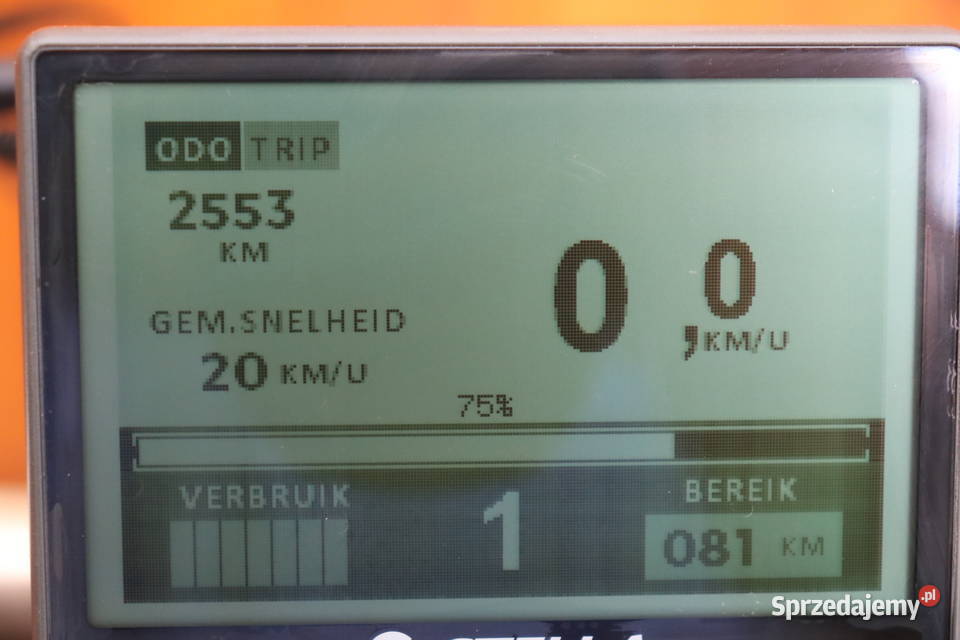 ODO TRIP
2553
KM
GEM.SNELHEID
20 KM/U
0,0 KM/U
75%
VERBRUIK
1
BEREIK
081 KM
STELLA
Sprzedajemy.pl